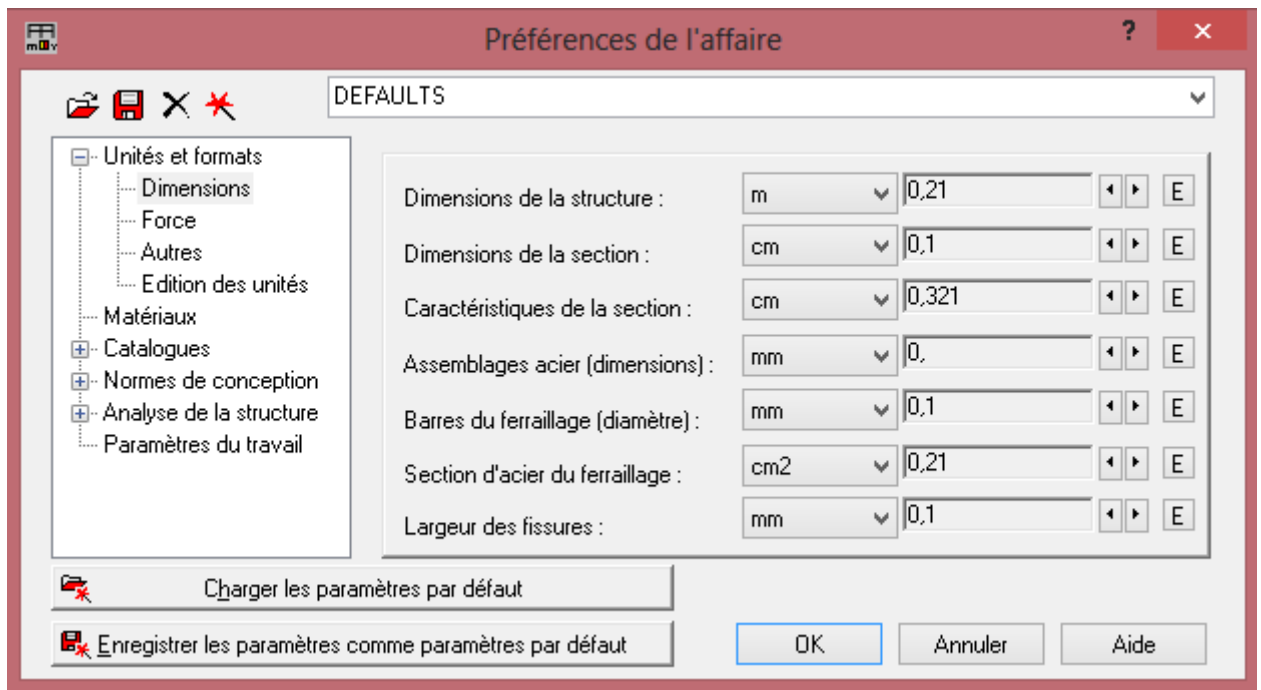 Préférences de l'affaire
?
DEFAULTS
Unités et formats
Dimensions
Force
Autres
Edition des unités
Matériaux
Catalogues
Normes de conception
Analyse de la structure
Paramètres du travail
Dimensions de la structure : m 0,21 E
Dimensions de la section : cm 0,1 E
Caractéristiques de la section : cm 0,321 E
Assemblages acier (dimensions) : mm 0, E
Barres du ferraillage (diamètre) : mm 0,1 E
Section d'acier du ferraillage : cm2 0,21 E
Largeur des fissures : mm 0,1 E
Charger les paramètres par défaut
Enregistrer les paramètres comme paramètres par défaut
OK Annuler Aide